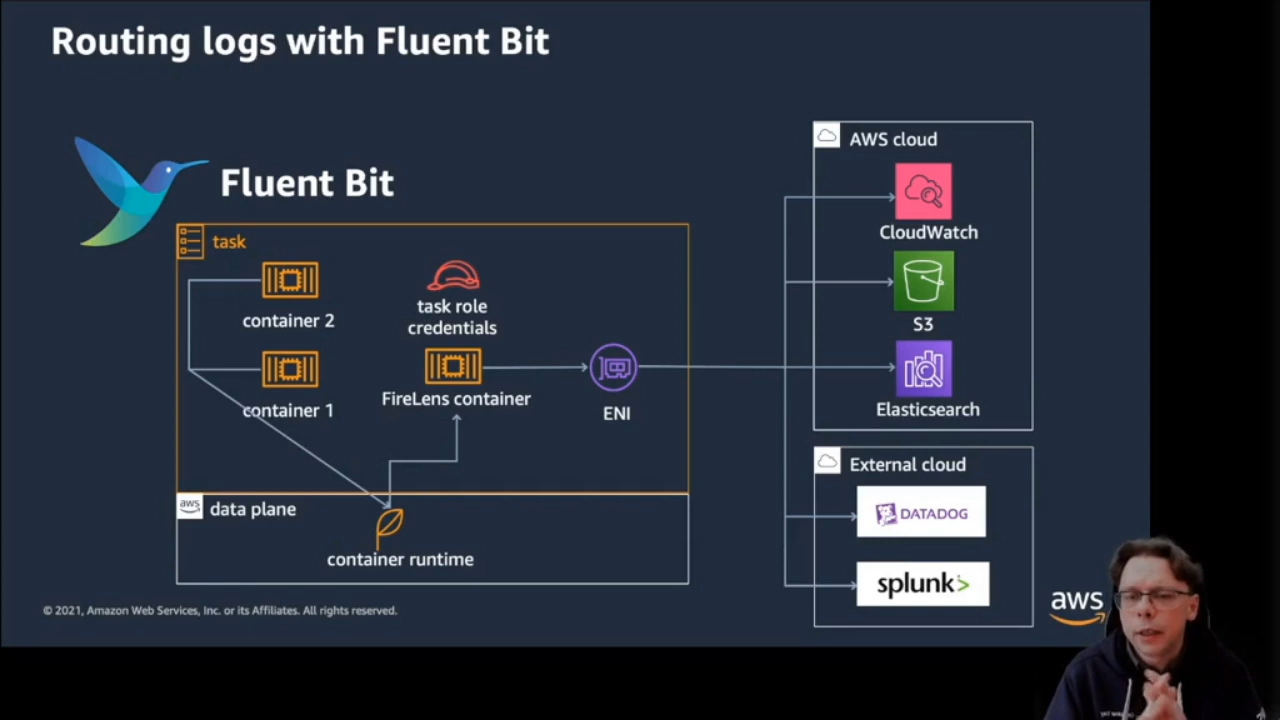 Routing logs with Fluent Bit
Fluent Bit
task
container 2
container 1
task role
credentials
FireLens container
ENI
aws
data plane
container runtime
AWS cloud
CloudWatch
S3
Elasticsearch
External cloud
DATADOG
splunk>
© 2021, Amazon Web Services, Inc. or its Affiliates. All rights reserved.
aws